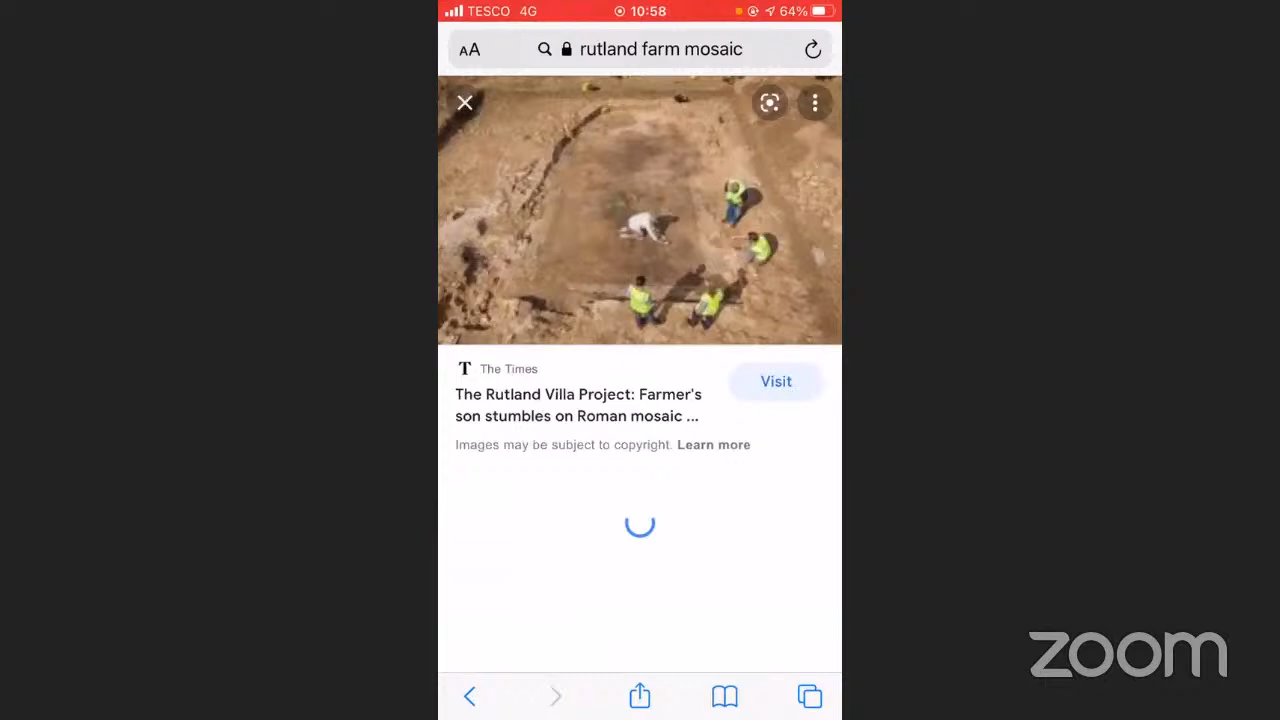 TESCO 4G 10:58 64%
AA rutland farm mosaic
T The Times
Visit
The Rutland Villa Project: Farmer's
son stumbles on Roman mosaic ...
Images may be subject to copyright. Learn more
zoom